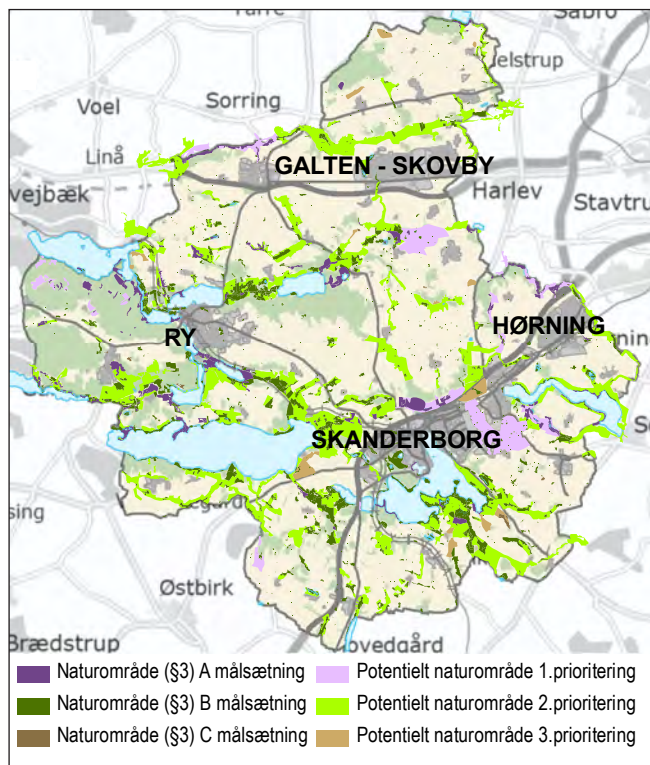 Sabro
Voel
Sorring
Linå
GALTEN - SKOVBY
Harlev
Stavtru
HØRNING
RY
SKANDERBORG
Østbirk
Brædstrup
Naturområde (§3) A målsætning
Potentielt naturområde 1.prioritering
Naturområde (§3) B målsætning
Potentielt naturområde 2.prioritering
Naturområde (§3) C målsætning
Potentielt naturområde 3.prioritering